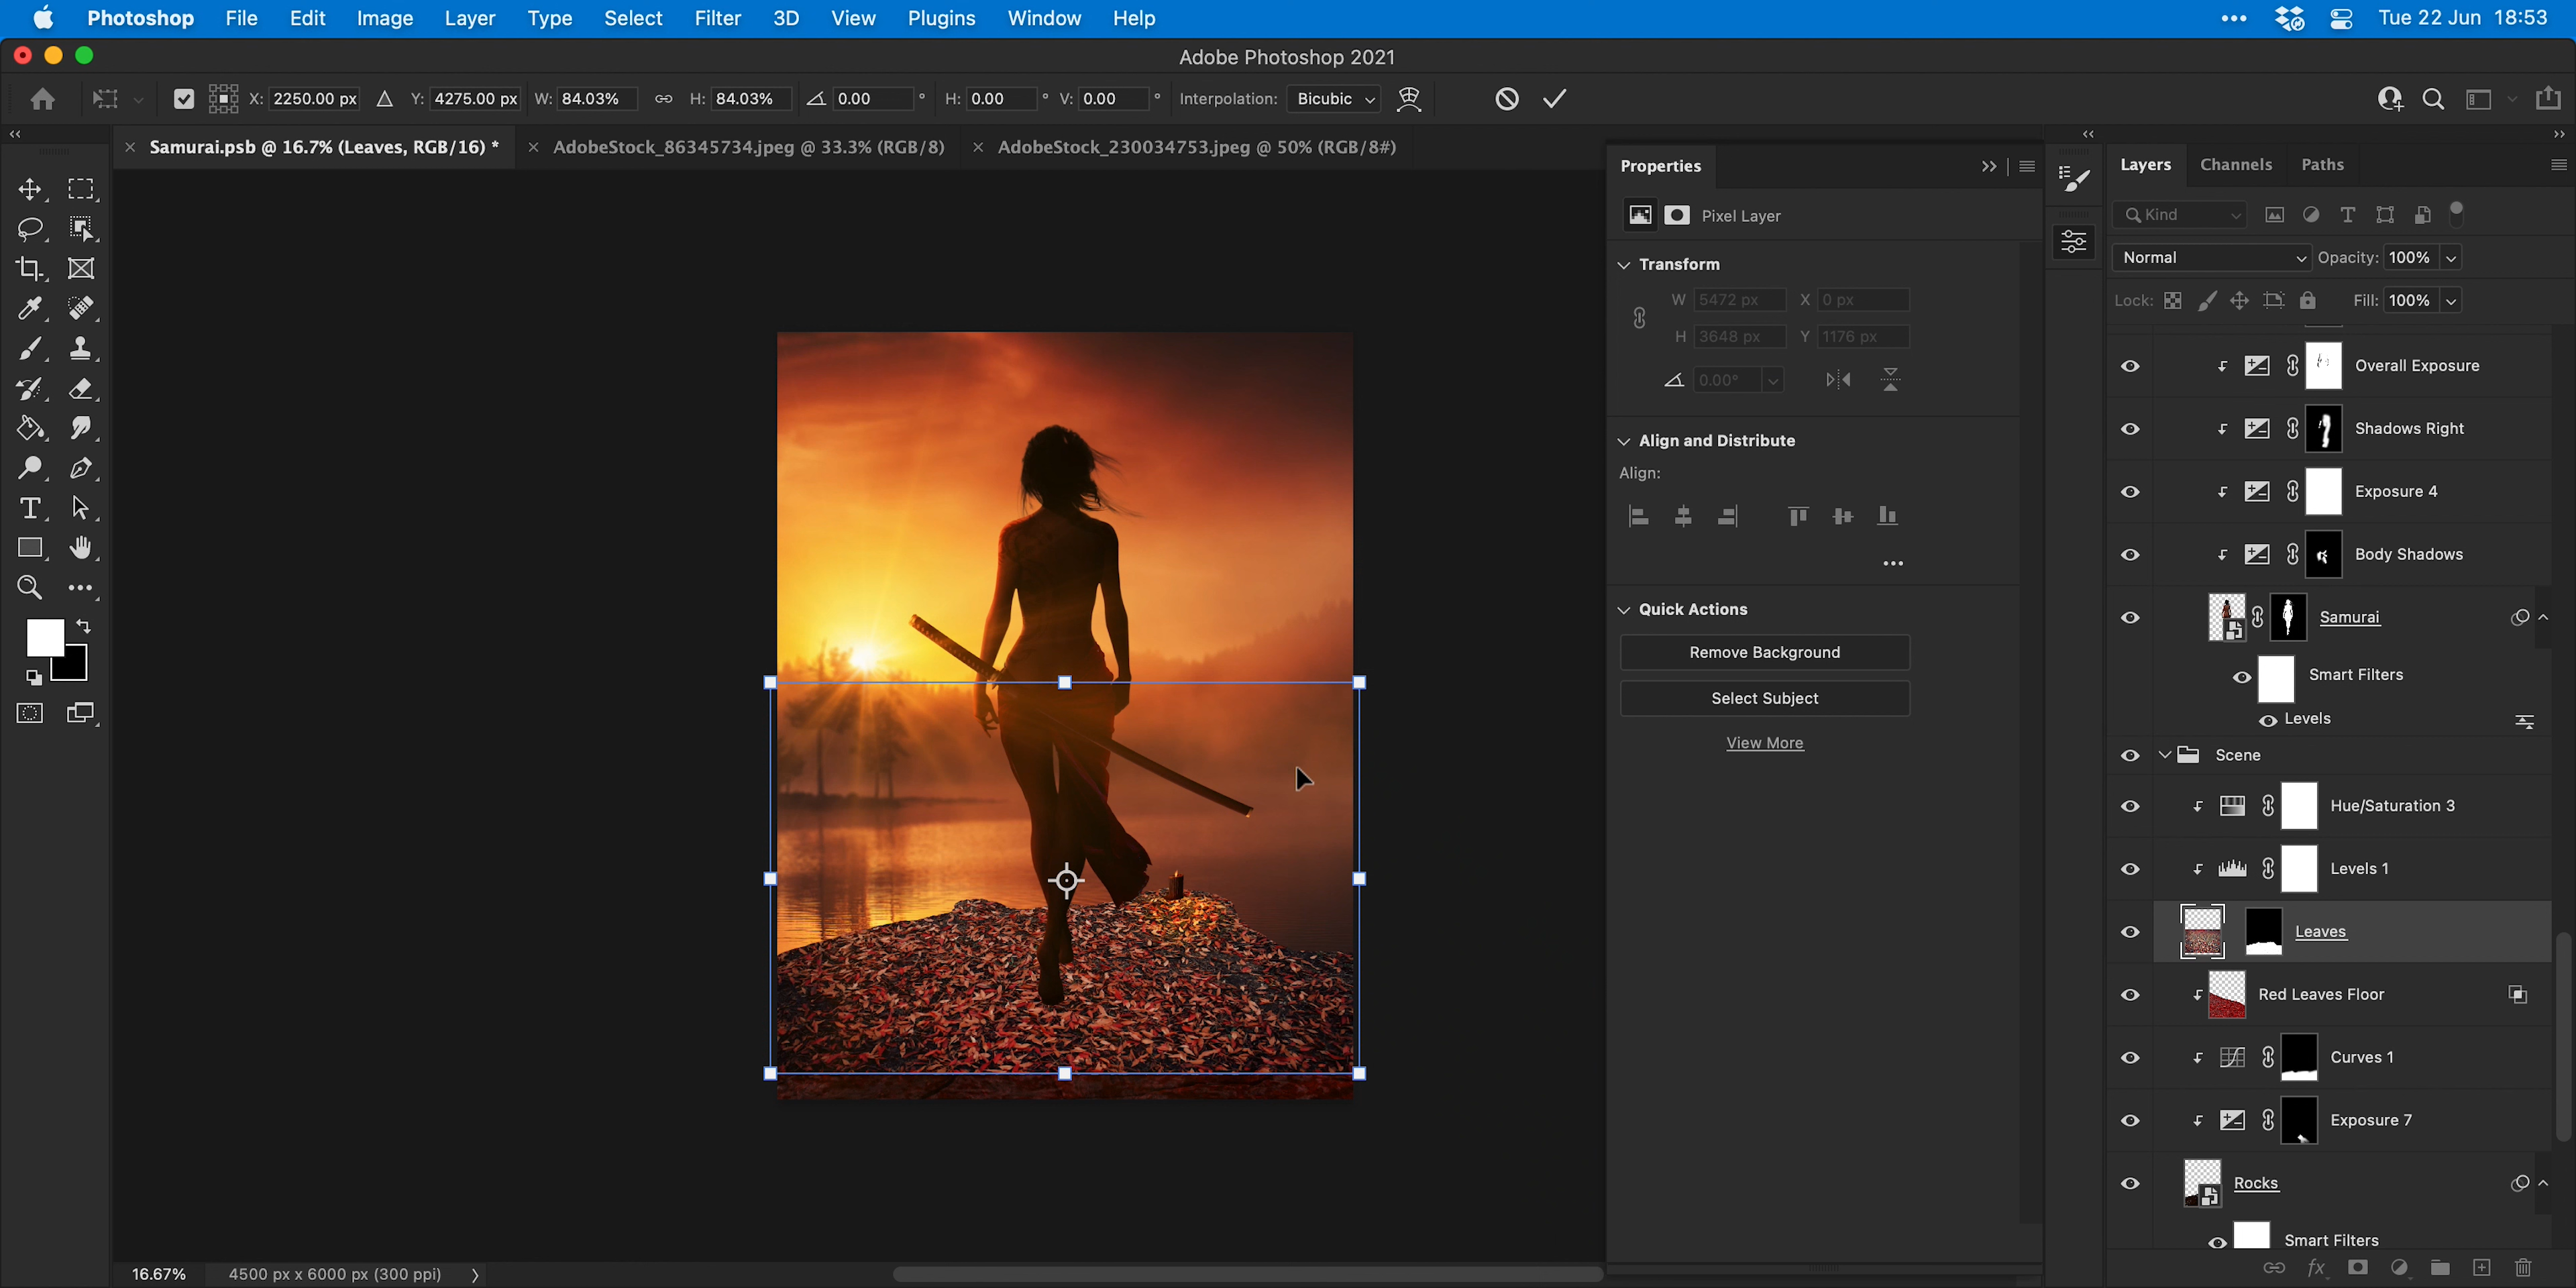 Photoshop File Edit Image Layer Type Select Filter 3D View Plugins Window Help Tue 22 Jun 18:53
Adobe Photoshop 2021
X: 2250.00 px Y: 4275.00 px W: 84.03% H: 84.03% 0.00 ° H: 0.00 ° V: 0.00 ° Interpolation: Bicubic
Samurai.psb @ 16.7% (Leaves, RGB/16) * AdobeStock_86345734.jpeg @ 33.3% (RGB/8) AdobeStock_230034753.jpeg @ 50% (RGB/8#)
Properties
Pixel Layer
Transform
W 5472 px X 0 px
H 3648 px Y 1176 px
0.00°
Align and Distribute
Align:
Quick Actions
Remove Background
Select Subject
View More
Layers Channels Paths
Kind
Normal Opacity: 100%
Lock: Fill: 100%
Overall Exposure
Shadows Right
Exposure 4
Body Shadows
Samurai
Smart Filters
Levels
Scene
Hue/Saturation 3
Levels 1
Leaves
Red Leaves Floor
Curves 1
Exposure 7
Rocks
Smart Filters
fx
16.67% 4500 px x 6000 px (300 ppi)